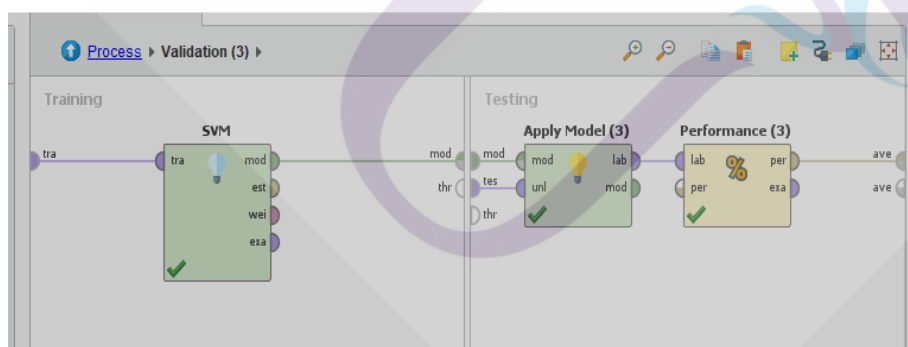 Process ▸ Validation (3) ▸
Training
Testing
SVM
Apply Model (3)
Performance (3)
tra
tra
mod
est
wei
exa
mod
thr
mod
tes
thr
mod
unl
lab
mod
lab
per
per
exa
ave
ave